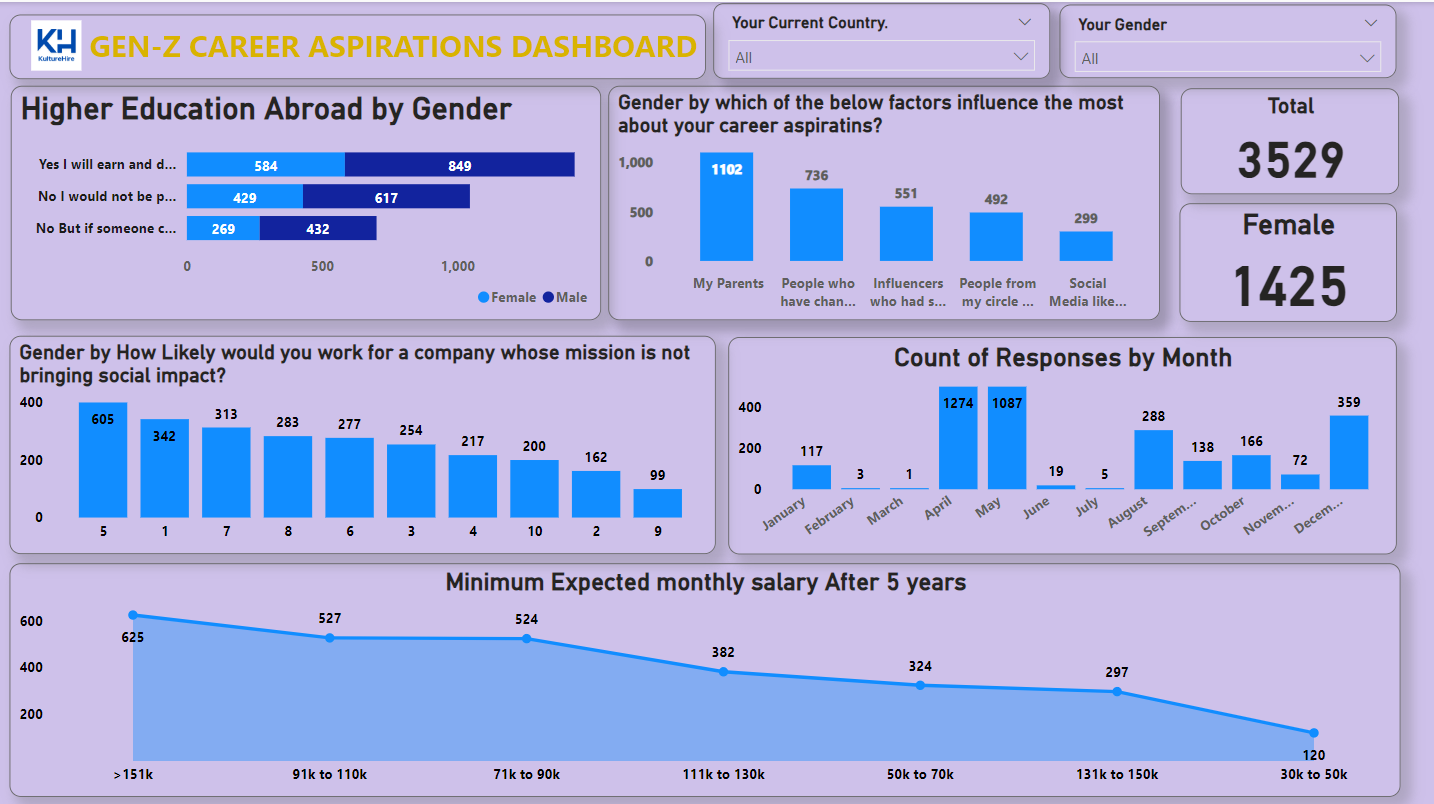 KH
KultureHire
GEN-Z CAREER ASPIRATIONS DASHBOARD
Your Current Country.
All
Your Gender
All
Higher Education Abroad by Gender
Yes I will earn and d... 584 849
No I would not be p... 429 617
No But if someone c... 269 432
0 500 1,000
Female Male
Gender by which of the below factors influence the most
about your career aspiratins?
1,000
500
0
1102 736 551 492 299
My Parents People who Influencers People from Social
have chan... who had s... my circle ... Media like...
Total
3529
Female
1425
Gender by How Likely would you work for a company whose mission is not
bringing social impact?
400
200
0
605 342 313 283 277 254 217 200 162 99
5 1 7 8 6 3 4 10 2 9
Count of Responses by Month
400
200
0
117 3 1 1274 1087 19 5 288 138 166 72 359
January February March April May June July August Septem... October Novem... Decem...
Minimum Expected monthly salary After 5 years
600
400
200
625 527 524 382 324 297 120
>151k 91k to 110k 71k to 90k 111k to 130k 50k to 70k 131k to 150k 30k to 50k